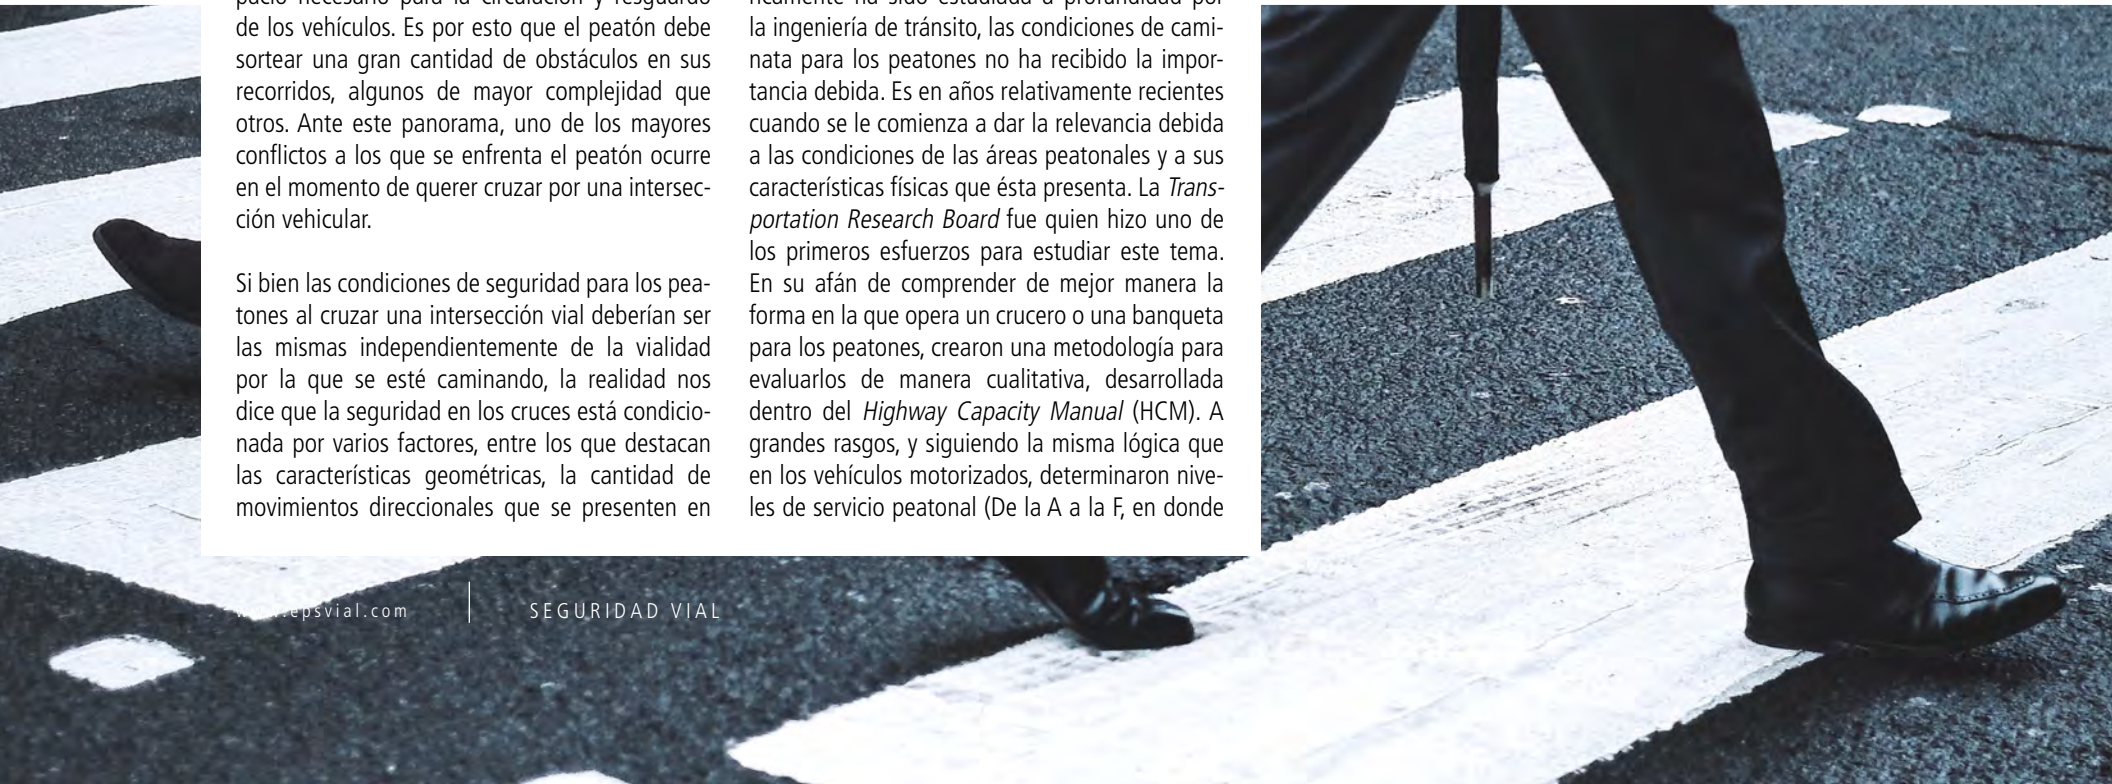 pacio necesario para la circulación y resguardo
de los vehículos. Es por esto que el peatón debe
sortear una gran cantidad de obstáculos en sus
recorridos, algunos de mayor complejidad que
otros. Ante este panorama, uno de los mayores
conflictos a los que se enfrenta el peatón ocurre
en el momento de querer cruzar por una intersec-
ción vehicular.
Si bien las condiciones de seguridad para los pea-
tones al cruzar una intersección vial deberían ser
las mismas independientemente de la vialidad
por la que se esté caminando, la realidad nos
dice que la seguridad en los cruces está condicio-
nada por varios factores, entre los que destacan
las características geométricas, la cantidad de
movimientos direccionales que se presenten en
ricamente ha sido estudiada a profundidad por
la ingeniería de tránsito, las condiciones de cami-
nata para los peatones no ha recibido la impor-
tancia debida. Es en años relativamente recientes
cuando se le comienza a dar la relevancia debida
a las condiciones de las áreas peatonales y a sus
características físicas que ésta presenta. La Trans-
portation Research Board fue quien hizo uno de
los primeros esfuerzos para estudiar este tema.
En su afán de comprender de mejor manera la
forma en la que opera un crucero o una banqueta
para los peatones, crearon una metodología para
evaluarlos de manera cualitativa, desarrollada
dentro del Highway Capacity Manual (HCM). A
grandes rasgos, y siguiendo la misma lógica que
en los vehículos motorizados, determinaron nive-
les de servicio peatonal (De la A a la F, en donde
www.epsvial.com
SEGURIDAD VIAL